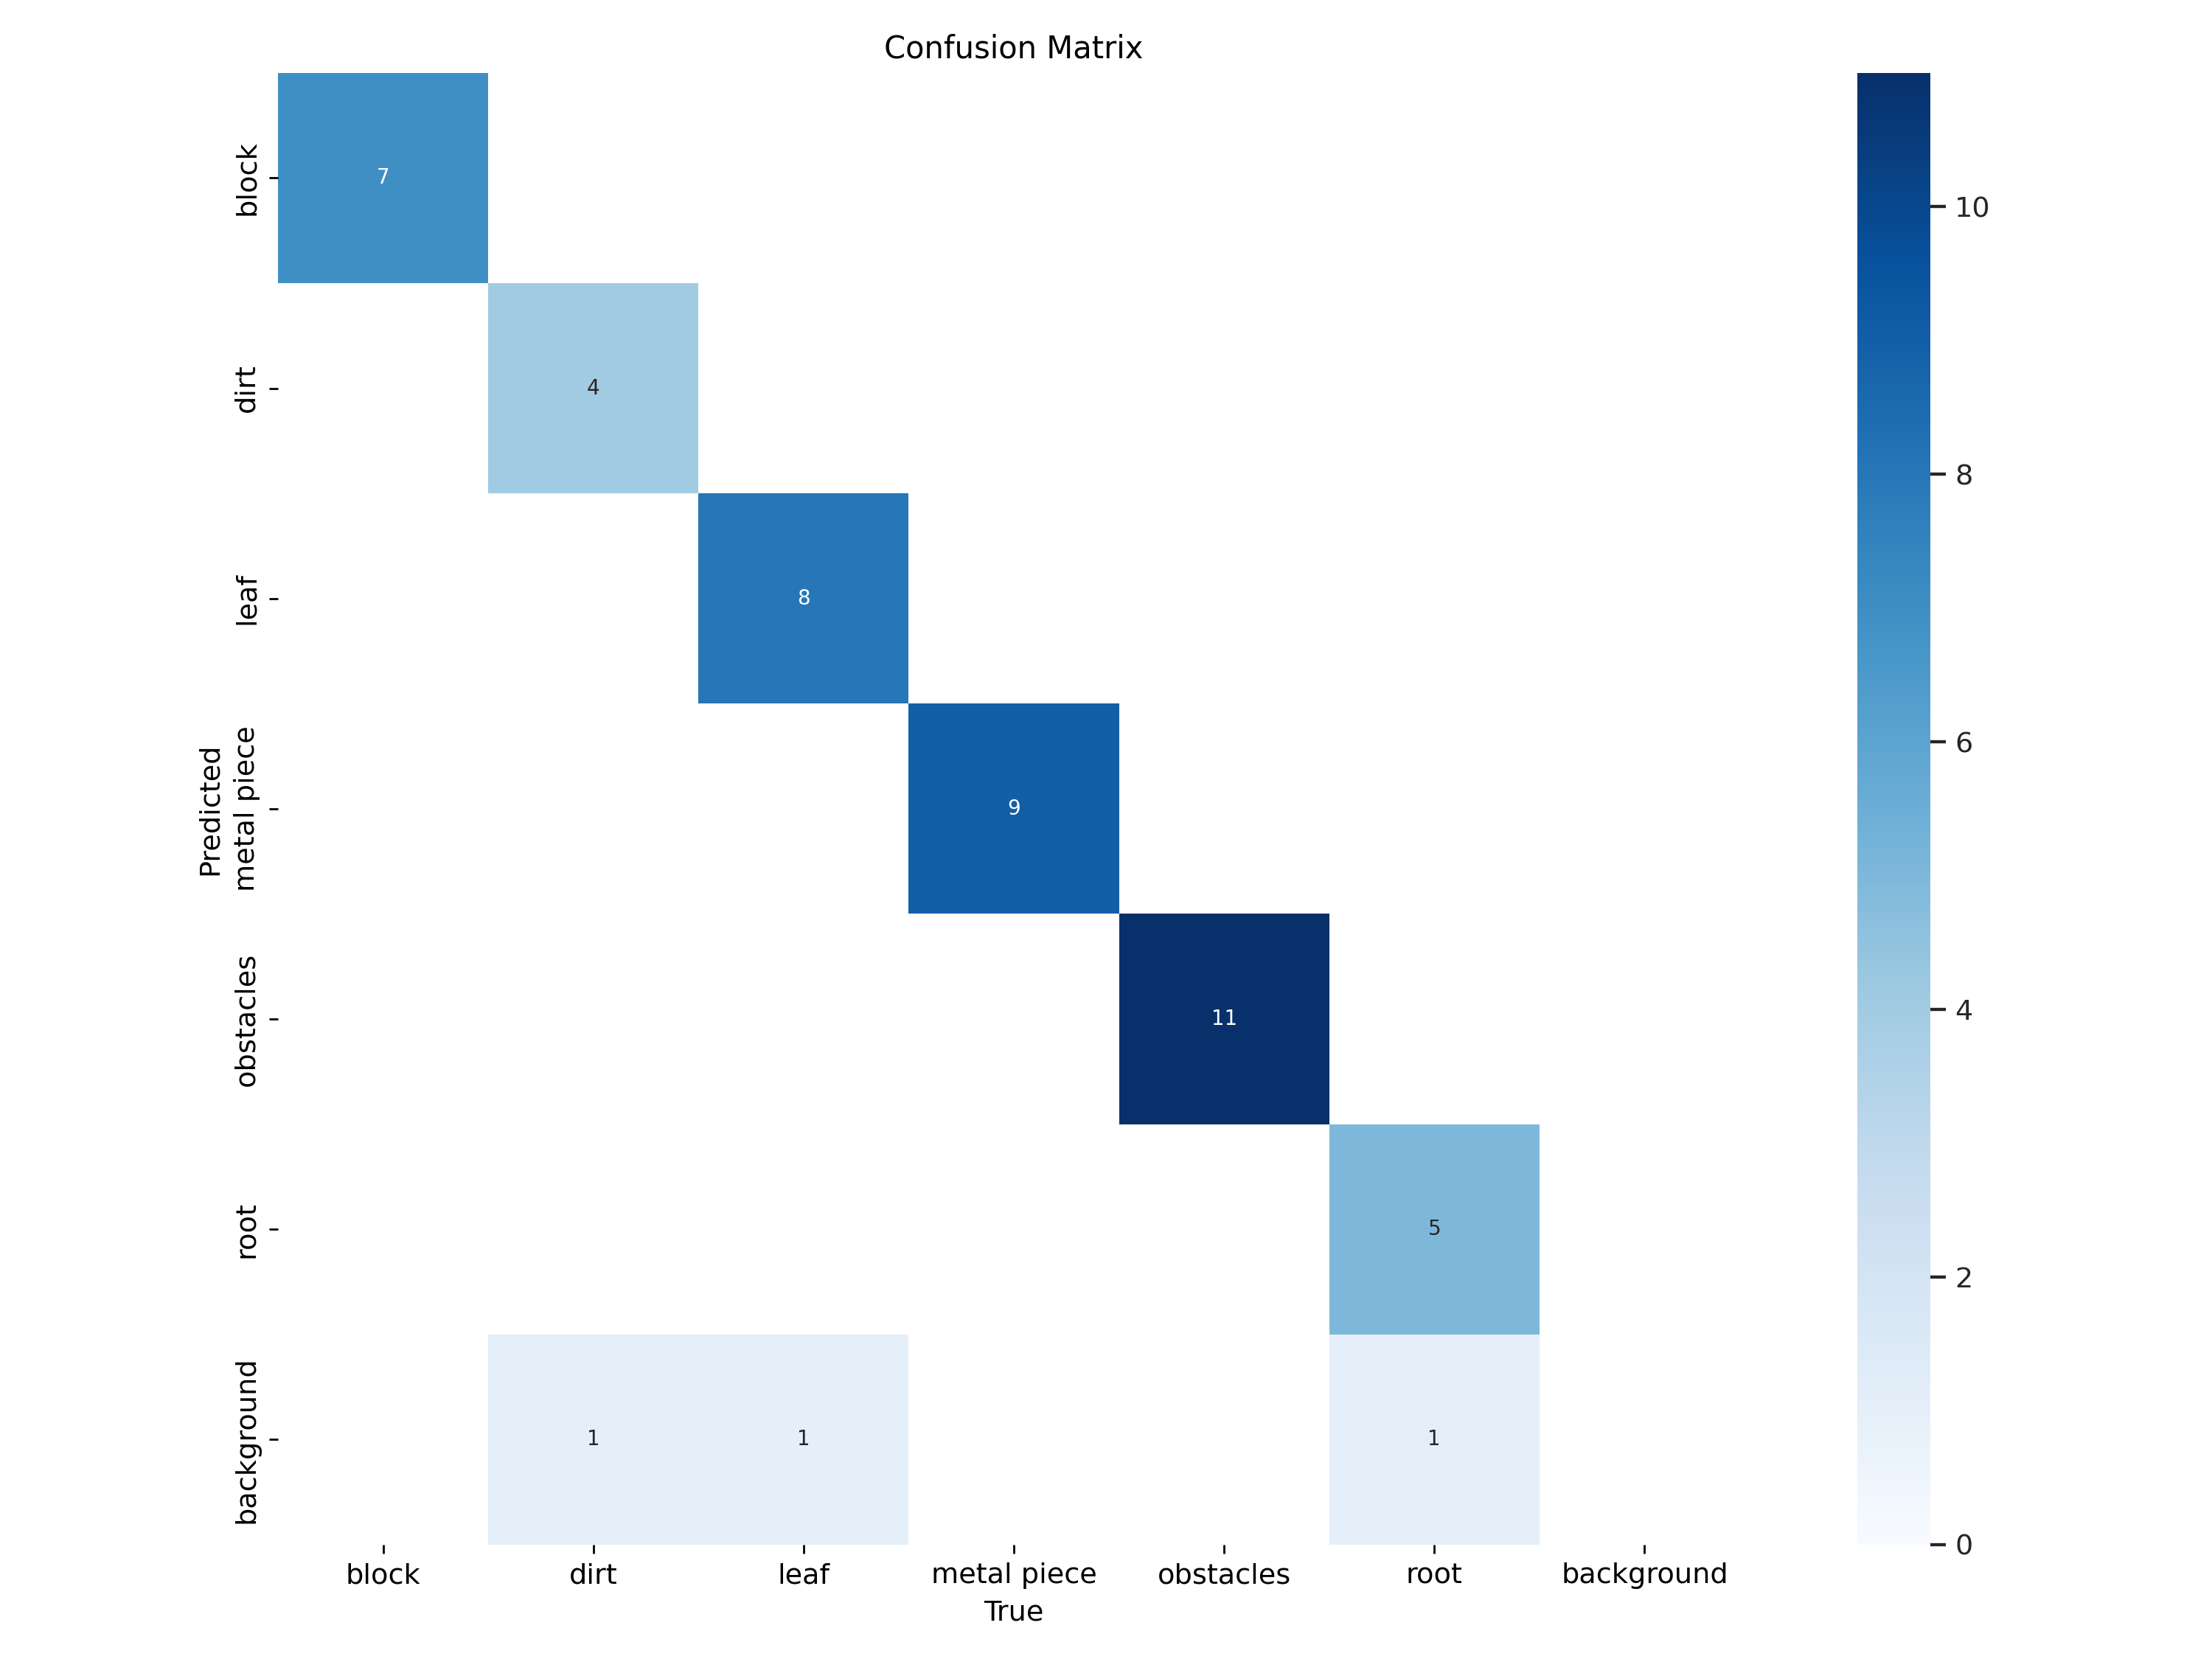 Confusion Matrix
block
dirt
leaf
metal piece
obstacles
root
background
Predicted
7
4
8
9
11
5
1 1 1
block dirt leaf metal piece obstacles root background
True
10
8
6
4
2
0